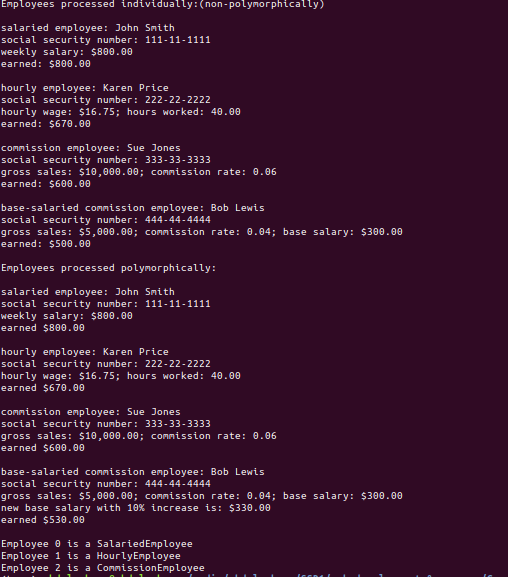 Employees processed individually:(non-polymorphically)
salaried employee: John Smith
social security number: 111-11-1111
weekly salary: $800.00
earned: $800.00
hourly employee: Karen Price
social security number: 222-22-2222
hourly wage: $16.75; hours worked: 40.00
earned: $670.00
commission employee: Sue Jones
social security number: 333-33-3333
gross sales: $10,000.00; commission rate: 0.06
earned: $600.00
base-salaried commission employee: Bob Lewis
social security number: 444-44-4444
gross sales: $5,000.00; commission rate: 0.04; base salary: $300.00
earned: $500.00
Employees processed polymorphically:
salaried employee: John Smith
social security number: 111-11-1111
weekly salary: $800.00
earned $800.00
hourly employee: Karen Price
social security number: 222-22-2222
hourly wage: $16.75; hours worked: 40.00
earned $670.00
commission employee: Sue Jones
social security number: 333-33-3333
gross sales: $10,000.00; commission rate: 0.06
earned $600.00
base-salaried commission employee: Bob Lewis
social security number: 444-44-4444
gross sales: $5,000.00; commission rate: 0.04; base salary: $300.00
new base salary with 10% increase is: $330.00
earned $530.00
Employee 0 is a SalariedEmployee
Employee 1 is a HourlyEmployee
Employee 2 is a CommissionEmployee